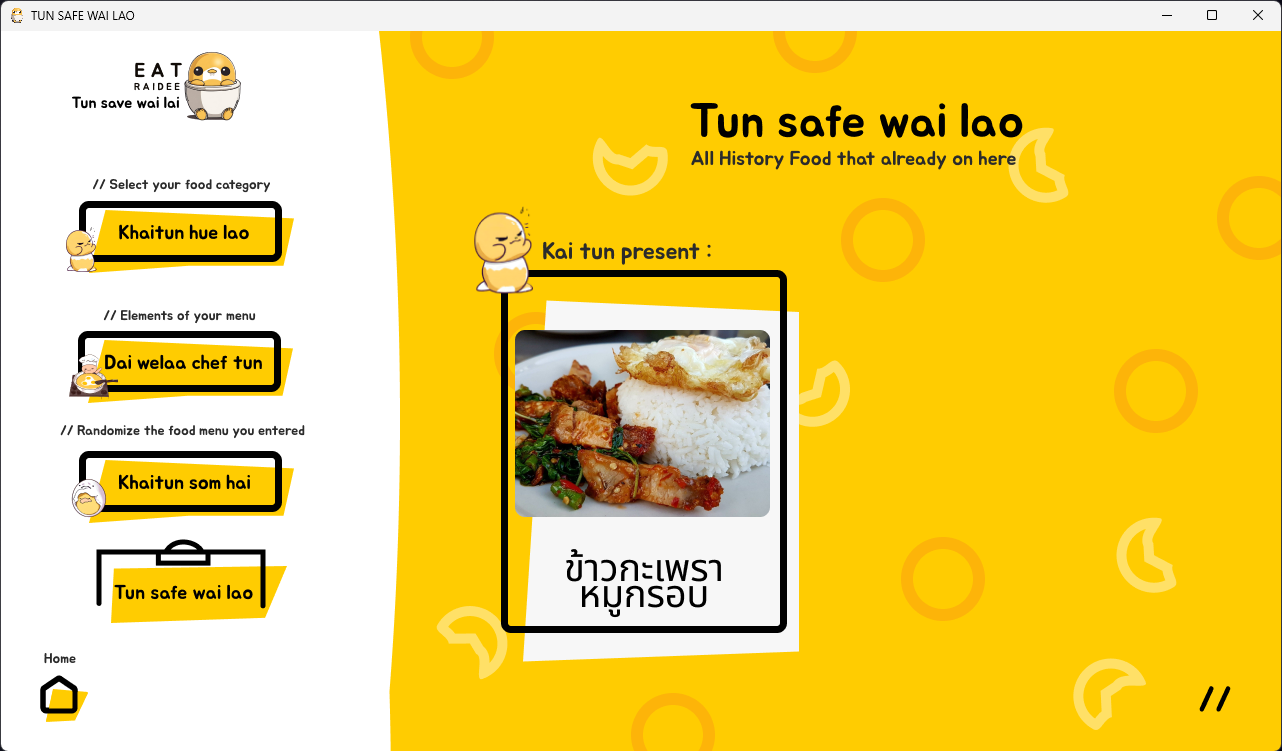 TUN SAFE WAI LAO
EAT
RAIDEE
Tun save wai lai
// Select your food category
Khaitun hue lao
// Elements of your menu
Dai welaa chef tun
// Randomize the food menu you entered
Khaitun som hai
Tun safe wai lao
Home
Tun safe wai lao
All History Food that already on here
Kai tun present :
ข้าวกะเพรา
หมูกรอบ
//